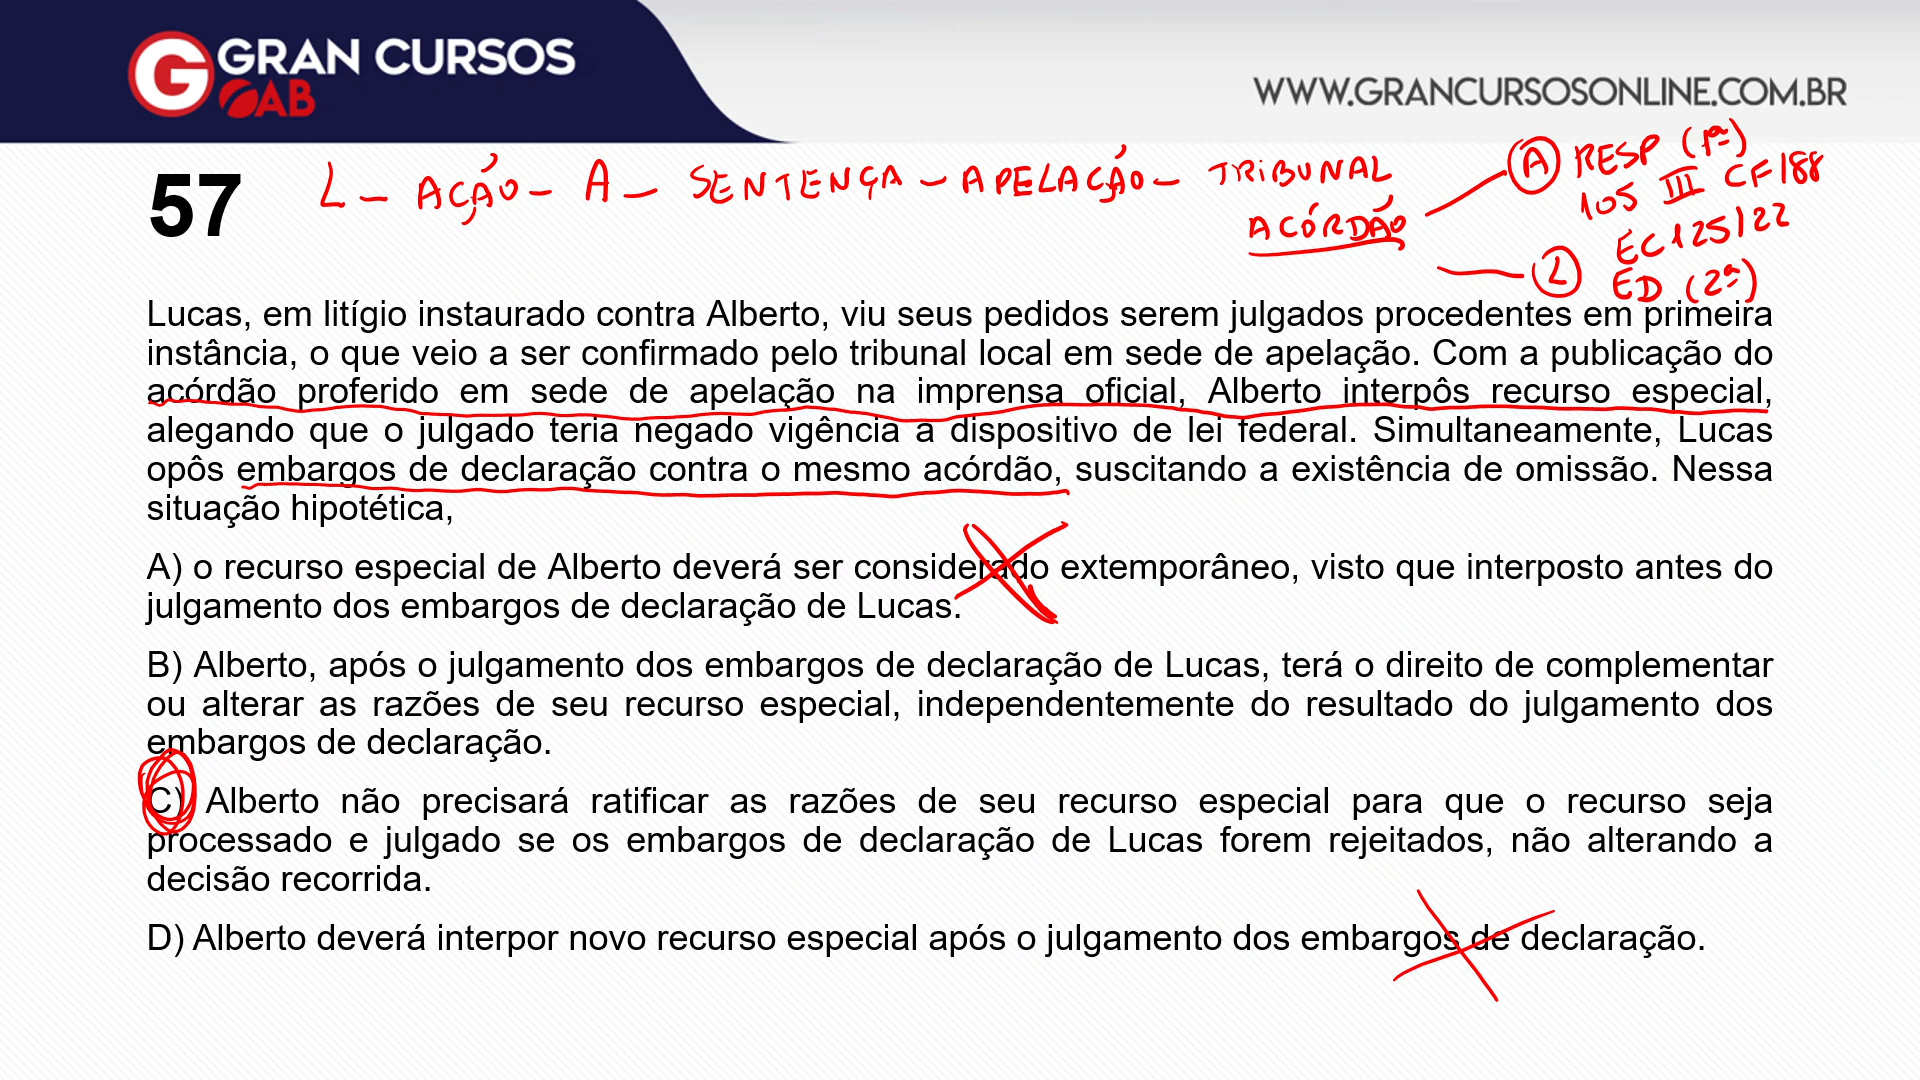 GRAN CURSOS
OAB
WWW.GRANCURSOSONLINE.COM.BR
57
L - AÇÃO - A - SENTENÇA - APELAÇÃO - TRIBUNAL
ACÓRDÃO
A RESP (1ª)
105 III CF/88
EC 125/22
L ED (2ª)
Lucas, em litígio instaurado contra Alberto, viu seus pedidos serem julgados procedentes em primeira
instância, o que veio a ser confirmado pelo tribunal local em sede de apelação. Com a publicação do
acórdão proferido em sede de apelação na imprensa oficial, Alberto interpôs recurso especial,
alegando que o julgado teria negado vigência a dispositivo de lei federal. Simultaneamente, Lucas
opôs embargos de declaração contra o mesmo acórdão, suscitando a existência de omissão. Nessa
situação hipotética,
A) o recurso especial de Alberto deverá ser considerado extemporâneo, visto que interposto antes do
julgamento dos embargos de declaração de Lucas.
B) Alberto, após o julgamento dos embargos de declaração de Lucas, terá o direito de complementar
ou alterar as razões de seu recurso especial, independentemente do resultado do julgamento dos
embargos de declaração.
C) Alberto não precisará ratificar as razões de seu recurso especial para que o recurso seja
processado e julgado se os embargos de declaração de Lucas forem rejeitados, não alterando a
decisão recorrida.
D) Alberto deverá interpor novo recurso especial após o julgamento dos embargos de declaração.